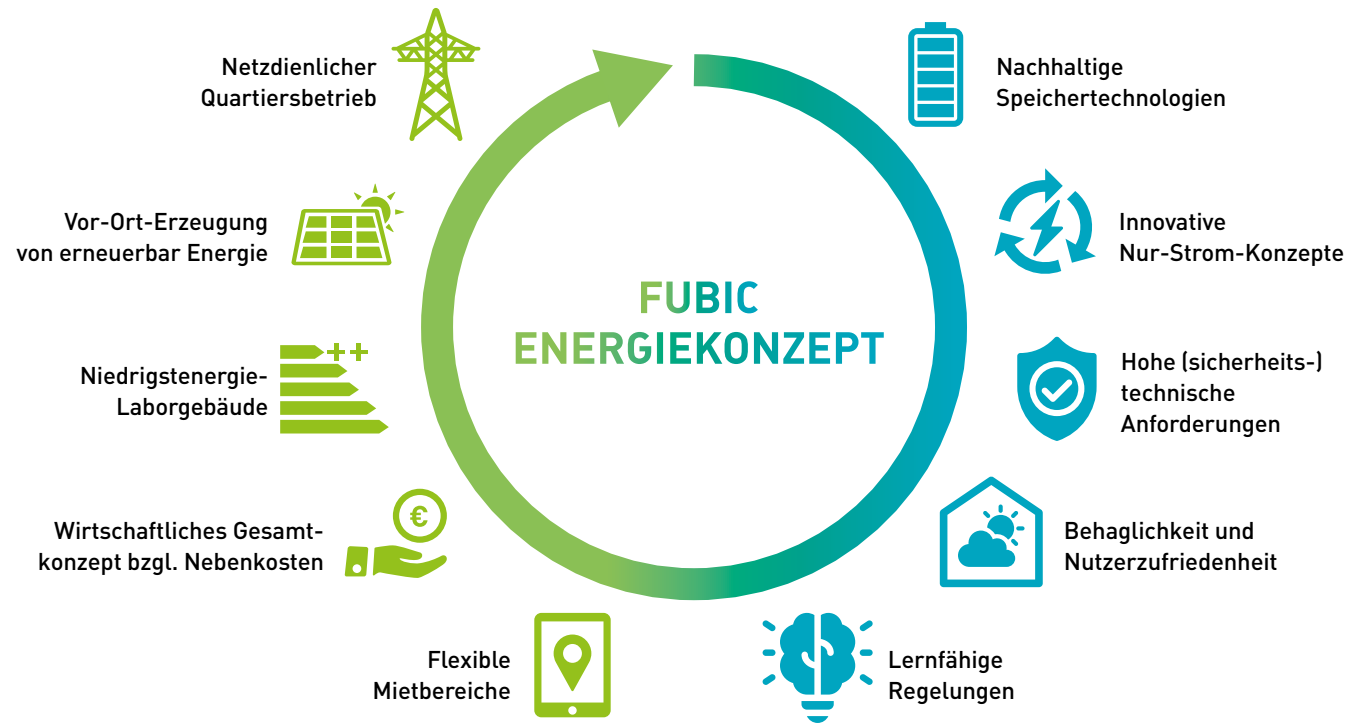 FUBIC
ENERGIEKONZEPT
Nachhaltige
Speichertechnologien
Innovative
Nur-Strom-Konzepte
Hohe (sicherheits-)
technische
Anforderungen
Behaglichkeit und
Nutzerzufriedenheit
Lernfähige
Regelungen
Flexible
Mietbereiche
Wirtschaftliches Gesamt-
konzept bzgl. Nebenkosten
€
Niedrigstenergie-
Laborgebäude
++
Vor-Ort-Erzeugung
von erneuerbar Energie
Netzdienlicher
Quartiersbetrieb